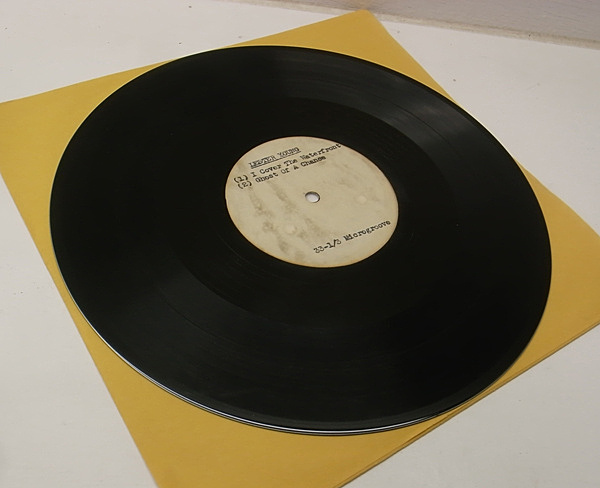 LESTER YOUNG
(1) I Cover The Waterfront
(2) Ghost Of A Chance
33-1/3 Microgroove